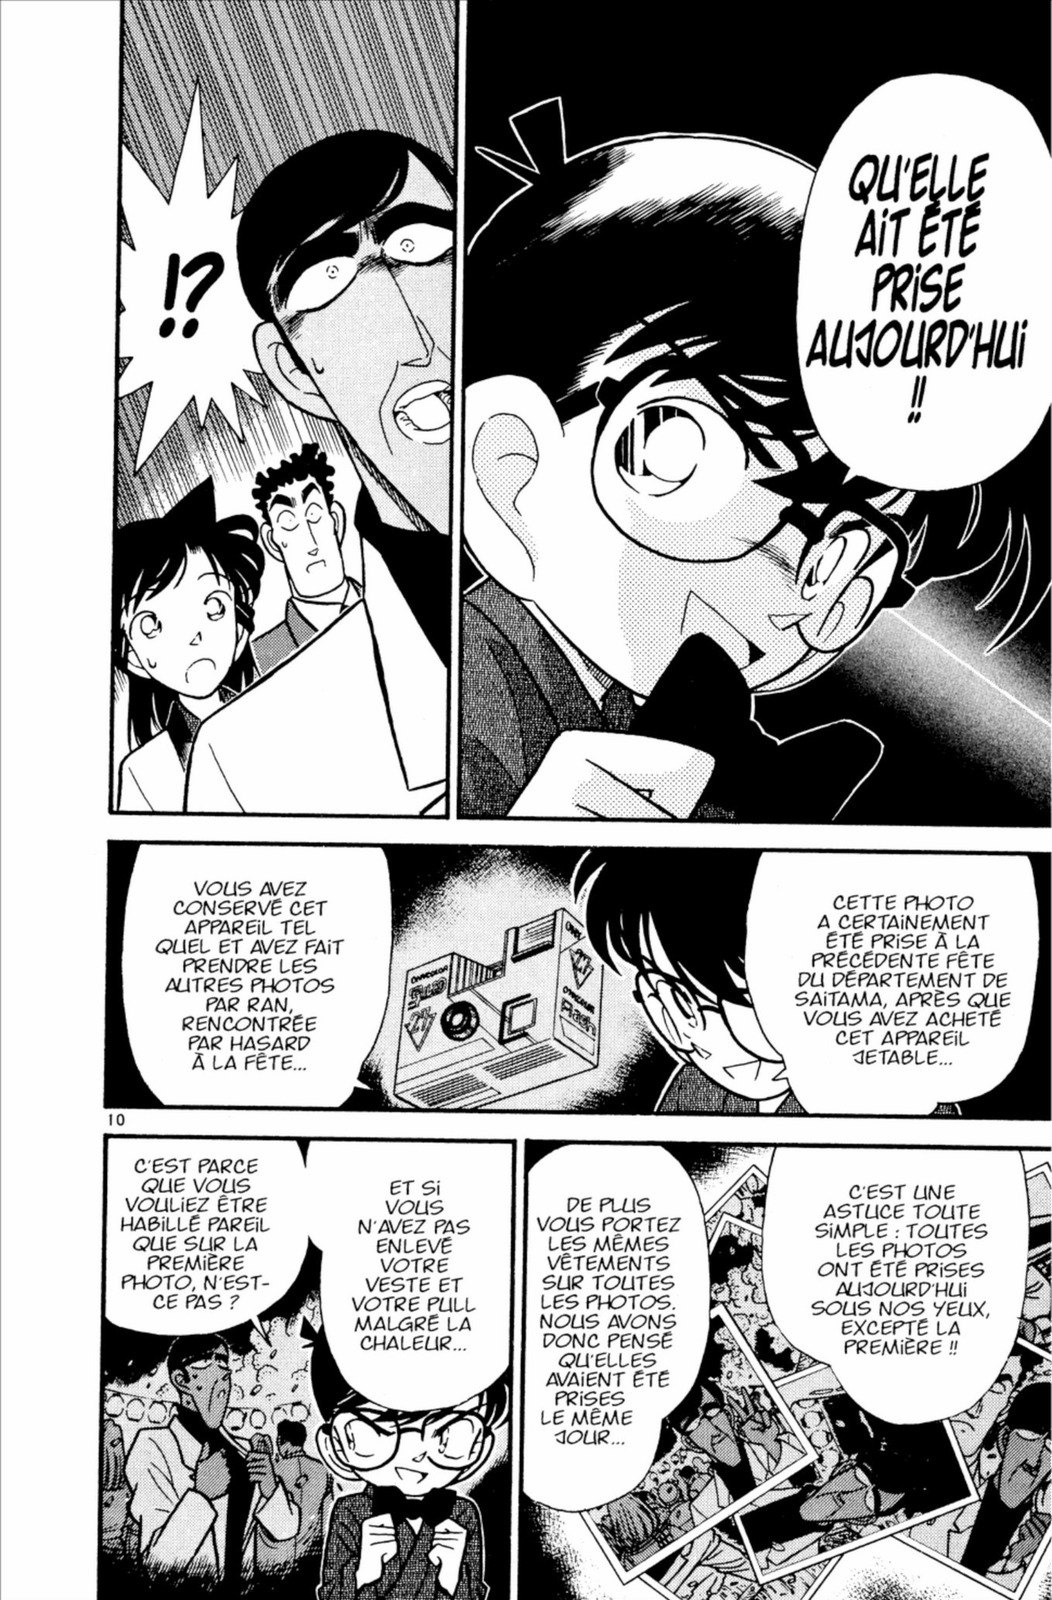 QU'ELLE
AIT ÉTÉ
PRISE
AUJOURD'HUI
!!
!?
CETTE PHOTO
A CERTAINEMENT
ÉTÉ PRISE À LA
PRÉCÉDENTE FÊTE
DU DÉPARTEMENT DE
SAITAMA, APRÈS QUE
VOUS AVEZ ACHETÉ
CET APPAREIL
JETABLE...
Flash
24
VOUS AVEZ
CONSERVÉ CET
APPAREIL TEL
QUEL ET AVEZ FAIT
PRENDRE LES
AUTRES PHOTOS
PAR RAN,
RENCONTRÉE
PAR HASARD
À LA FÊTE...
10
C'EST UNE
ASTUCE TOUTE
SIMPLE : TOUTES
LES PHOTOS
ONT ÉTÉ PRISES
AUJOURD'HUI
SOUS NOS YEUX,
EXCEPTÉ LA
PREMIÈRE !!
DE PLUS
VOUS PORTEZ
LES MÊMES
VÊTEMENTS
SUR TOUTES
LES PHOTOS.
NOUS AVONS
DONC PENSÉ
QU'ELLES
AVAIENT ÉTÉ
PRISES
LE MÊME
JOUR...
ET SI
VOUS
N'AVEZ PAS
ENLEVÉ
VOTRE
VESTE ET
VOTRE PULL
MALGRÉ LA
CHALEUR...
C'EST PARCE
QUE VOUS
VOULIEZ ÊTRE
HABILLÉ PAREIL
QUE SUR LA
PREMIÈRE
PHOTO, N'EST-
CE PAS ?